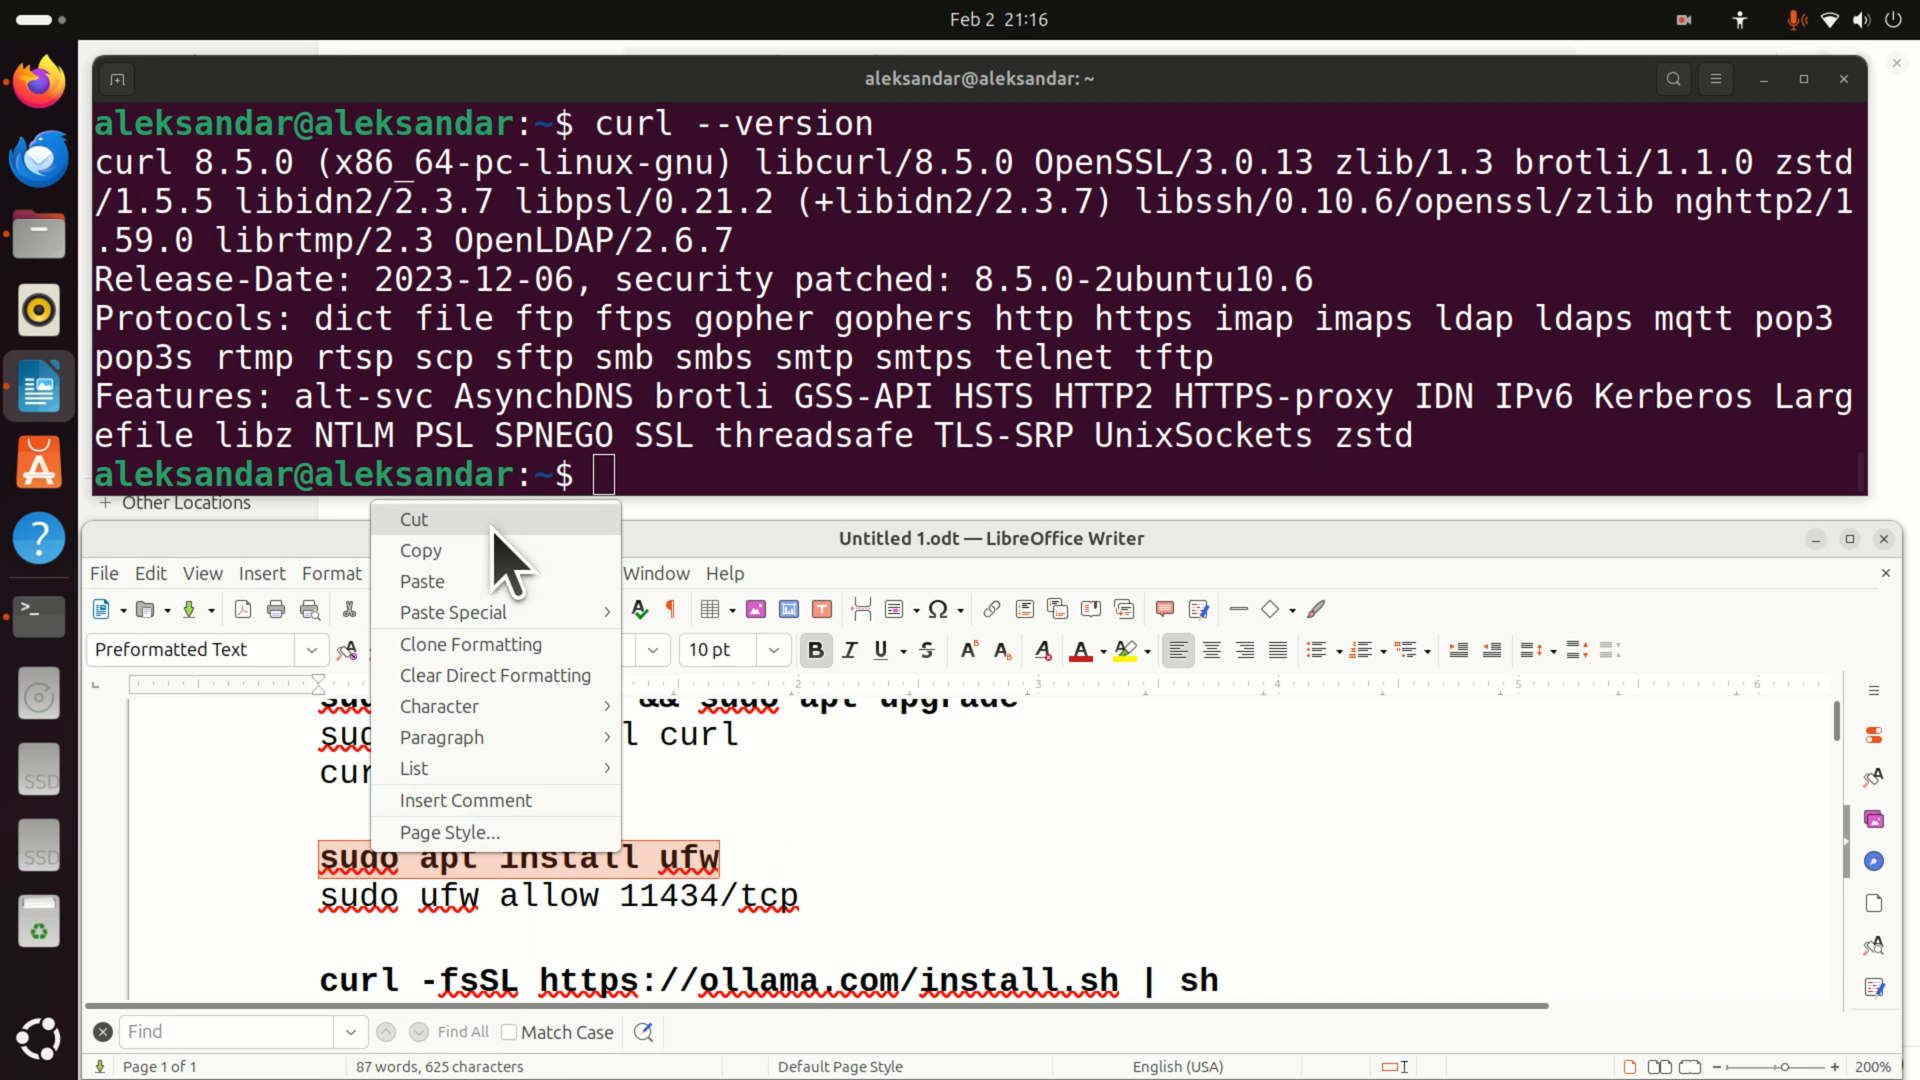 Feb 2 21:16
aleksandar@aleksandar: ~
aleksandar@aleksandar:~$ curl --version
curl 8.5.0 (x86_64-pc-linux-gnu) libcurl/8.5.0 OpenSSL/3.0.13 zlib/1.3 brotli/1.1.0 zstd
/1.5.5 libidn2/2.3.7 libpsl/0.21.2 (+libidn2/2.3.7) libssh/0.10.6/openssl/zlib nghttp2/1
.59.0 librtmp/2.3 OpenLDAP/2.6.7
Release-Date: 2023-12-06, security patched: 8.5.0-2ubuntu10.6
Protocols: dict file ftp ftps gopher gophers http https imap imaps ldap ldaps mqtt pop3
pop3s rtmp rtsp scp sftp smb smbs smtp smtps telnet tftp
Features: alt-svc AsynchDNS brotli GSS-API HSTS HTTP2 HTTPS-proxy IDN IPv6 Kerberos Larg
efile libz NTLM PSL SPNEGO SSL threadsafe TLS-SRP UnixSockets zstd
aleksandar@aleksandar:~$
+ Other Locations
Untitled 1.odt — LibreOffice Writer
File Edit View Insert Format Window Help
Preformatted Text 10 pt
Cut
Copy
Paste
Paste Special
Clone Formatting
Clear Direct Formatting
Character
Paragraph
List
Insert Comment
Page Style...
2 3 4 5 6
&& sudo apt upgrade
l curl
sudo apt install ufw
sudo ufw allow 11434/tcp
curl -fsSL https://ollama.com/install.sh | sh
Find Find All Match Case
Page 1 of 1 87 words, 625 characters Default Page Style English (USA) 200%
SSD
SSD